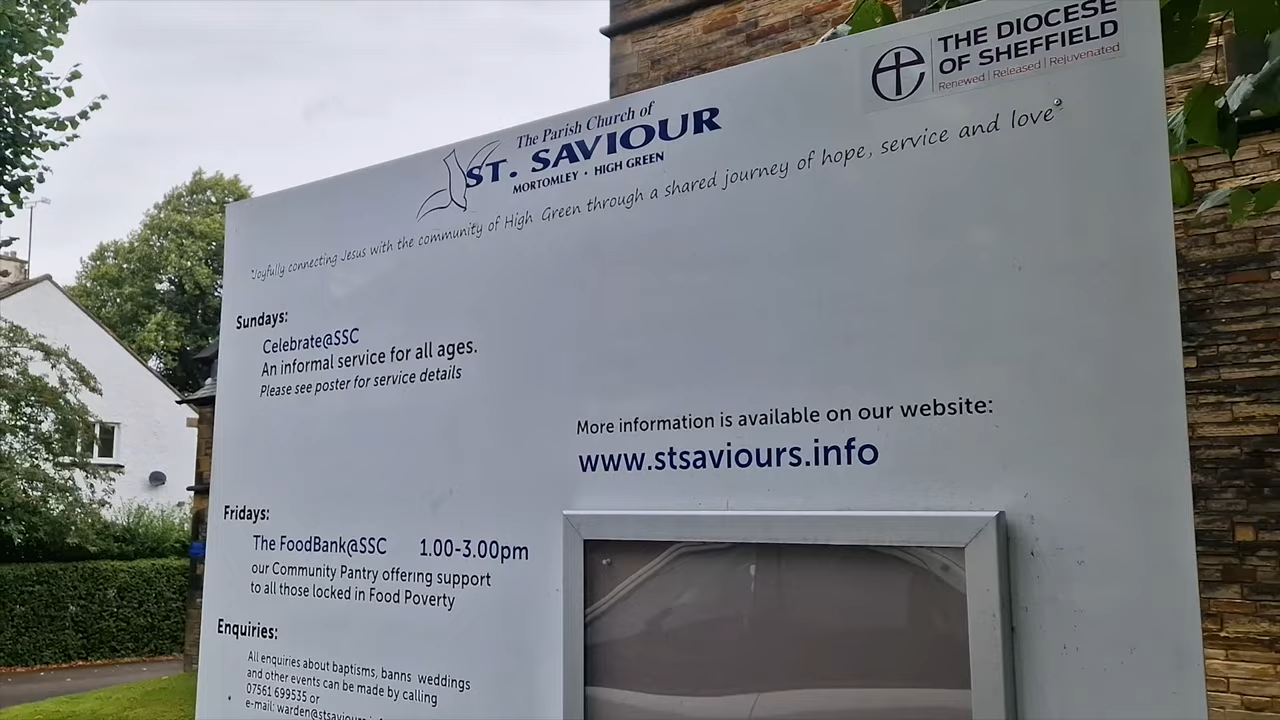 THE DIOCESE
OF SHEFFIELD
Renewed | Released | Rejuvenated
The Parish Church of
ST. SAVIOUR
MORTOMLEY • HIGH GREEN
'Joyfully connecting Jesus with the community of High Green through a shared journey of hope, service and love'
Sundays:
Celebrate@SSC
An informal service for all ages.
Please see poster for service details
More information is available on our website:
www.stsaviours.info
Fridays:
The FoodBank@SSC 1.00-3.00pm
our Community Pantry offering support
to all those locked in Food Poverty
Enquiries:
All enquiries about baptisms, banns weddings
and other events can be made by calling
07561 699535 or
e-mail: warden@stsaviours.inf